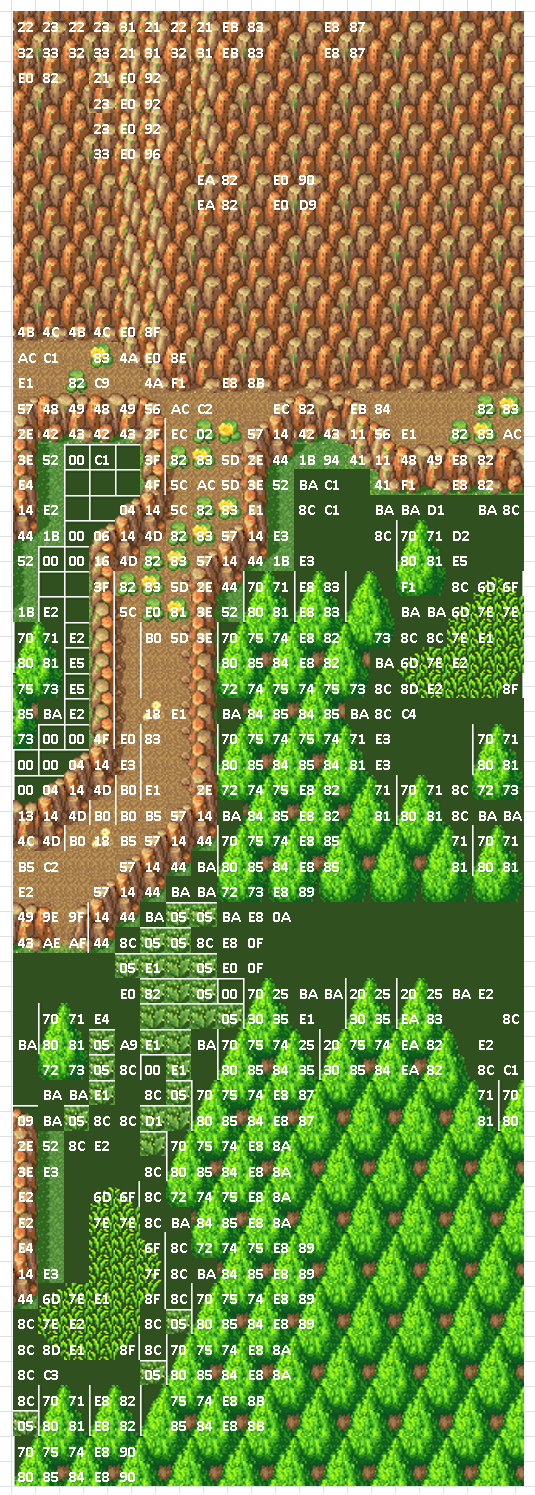 22 23 22 23 31 21 22 21 EB 83 E8 87
32 33 32 33 21 31 32 31 EB 83 E8 87
E0 82 21 E0 92
23 E0 92
23 E0 92
33 E0 96
EA 82 E0 90
EA 82 E0 D9
4B 4C 4B 4C E0 8F
AC C1 83 4A E0 8E
E1 82 C9 4A F1 E8 8B
57 48 49 48 49 56 AC C2 EC 82 EB 84 82 83
2E 42 43 42 43 2F EC 02 57 14 42 43 11 56 E1 82 83 AC
3E 52 00 C1 3F 82 83 5D 2E 44 1B 94 41 11 48 49 E8 82
E4 4F 5C AC 5D 3E 52 BA C1 41 F1 E8 82
14 E2 04 14 5C 82 83 E1 8C C1 BA BA D1 BA 8C
44 1B 00 06 14 4D 82 83 5D 57 14 E3 8C 70 71 D2
52 00 00 16 4D 82 83 57 14 44 1B E3 80 81 E5
3F 82 83 5D 2E 44 70 71 E8 83 F1 8C 6D 6F
1B E2 5C E0 81 3E 52 80 81 E8 83 BA BA 6D 7E 7E
70 71 E2 B0 5D 3E 70 75 74 E8 82 73 8C 8C 7E E1
80 81 E5 80 85 84 E8 82 BA 6D 7E E2
75 73 E5 72 74 75 74 75 73 8C 8D E2 8F
85 BA E2 18 E1 BA 84 85 84 85 BA 8C C4
73 00 00 4F E0 83 70 75 74 75 74 71 E3 70 71
00 00 04 14 E3 80 85 84 85 84 81 E3 80 81
00 04 14 4D B0 E1 2E 70 75 74 E8 82 71 70 71 8C 72 73
13 14 4D B0 B0 B5 57 14 BA 84 85 E8 82 81 80 81 8C BA BA
4C 4D B0 18 B5 57 14 44 70 75 74 E8 85 71 70 71
B5 C2 57 14 44 BA 80 85 84 E8 85 81 80 81
E2 57 14 44 BA BA 72 73 E8 89
49 9E 9F 14 44 BA 05 05 BA E8 0A
43 AE AF 44 8C 05 05 8C E8 0F
05 E1 05 E0 0F
E0 82 05 00 70 25 BA BA 20 25 20 25 BA E2
70 71 E4 05 30 35 E1 30 35 EA 83 8C
BA 80 81 05 A9 E1 BA 70 75 74 25 20 75 74 EA 82 E2
72 73 05 8C 00 E1 80 85 84 35 30 85 84 EA 82 8C C1
BA BA E1 8C 05 70 75 74 E8 87 71 70
09 BA 05 8C 8C D1 80 85 84 E8 87 81 80
2E 52 8C E2 70 75 74 E8 8A
3E E3 8C 80 85 84 E8 8A
E2 6D 6F 8C 72 74 75 E8 8A
E2 7E 7E 8C BA 84 85 E8 8A
E4 6F 8C 72 74 75 E8 89
14 E3 7F 8C BA 84 85 E8 89
44 6D 7E E1 8F 8C 70 75 74 E8 89
8C 7E E2 8C 05 80 85 84 E8 89
8C 8D E1 8F 8C 70 75 74 E8 8A
8C C3 05 80 85 84 E8 8A
8C 70 71 E8 82 75 74 E8 8B
05 80 81 E8 82 85 84 E8 8B
70 75 74 E8 90
80 85 84 E8 90